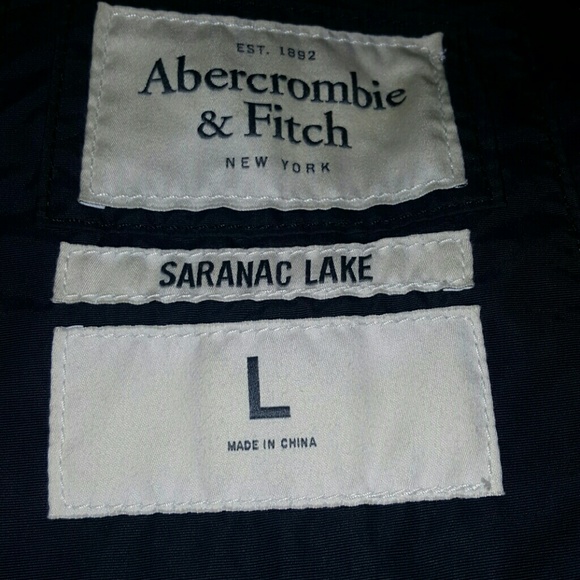 EST. 1892
Abercrombie
& Fitch
NEW YORK
SARANAC LAKE
L
MADE IN CHINA